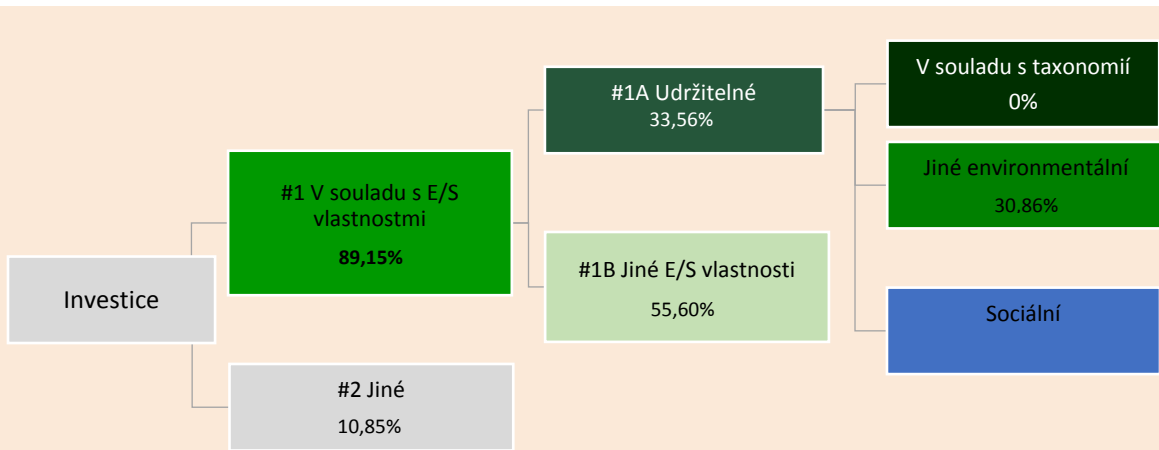 Investice
#1 V souladu s E/S
vlastnostmi
89,15%
#2 Jiné
10,85%
#1A Udržitelné
33,56%
#1B Jiné E/S vlastnosti
55,60%
V souladu s taxonomií
0%
Jiné environmentální
30,86%
Sociální